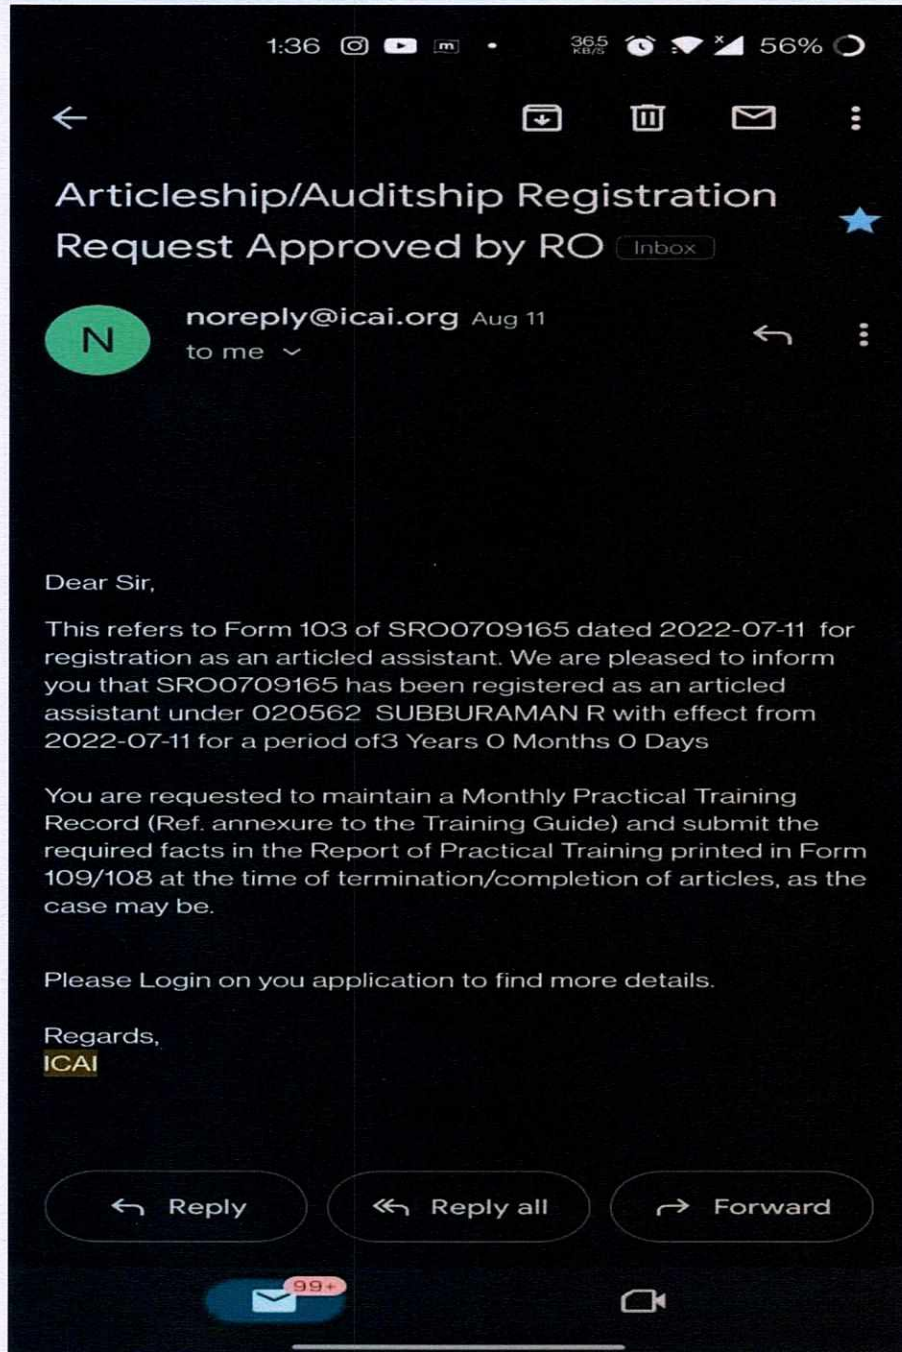 1:36 m 36.5 KB/S x 56%
Articleship/Auditship Registration
Request Approved by RO Inbox
N noreply@icai.org Aug 11
to me
Dear Sir,
This refers to Form 103 of SRO0709165 dated 2022-07-11 for
registration as an articled assistant. We are pleased to inform
you that SRO0709165 has been registered as an articled
assistant under 020562 SUBBURAMAN R with effect from
2022-07-11 for a period of3 Years 0 Months 0 Days
You are requested to maintain a Monthly Practical Training
Record (Ref. annexure to the Training Guide) and submit the
required facts in the Report of Practical Training printed in Form
109/108 at the time of termination/completion of articles, as the
case may be.
Please Login on you application to find more details.
Regards,
ICAI
Reply Reply all Forward
99+